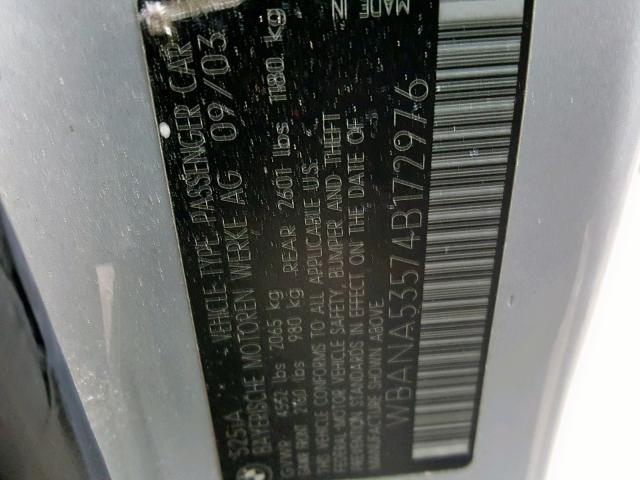 525iA - VEHICLE-TYPE PASSENGER CAR
BAYERISCHE MOTOREN WERKE AG 09/03
GVWR 4552 lbs 2065 kg
GAWR FRONT 2160 lbs 980 kg - REAR 2601 lbs 1180 kg
THIS VEHICLE CONFORMS TO ALL APPLICABLE U.S.
FEDERAL-MOTOR VEHICLE SAFETY, BUMPER AND THEFT
PREVENTION STANDARDS IN EFFECT ON THE DATE OF
MANUFACTURE SHOWN ABOVE
MADE IN
WBANA53574B172976